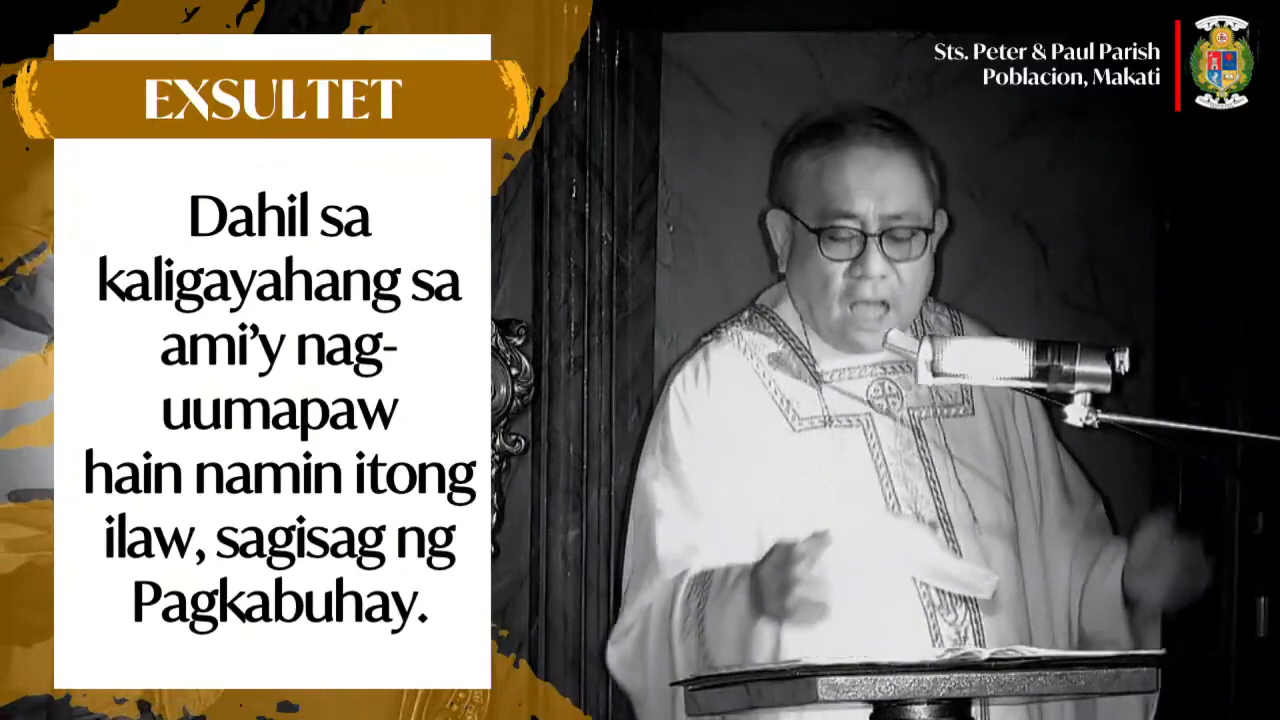 EXSULTET
Dahil sa
kaligayahang sa
ami'y nag-
uumapaw
hain namin itong
ilaw, sagisag ng
Pagkabuhay.
Sts. Peter & Paul Parish
Poblacion, Makati